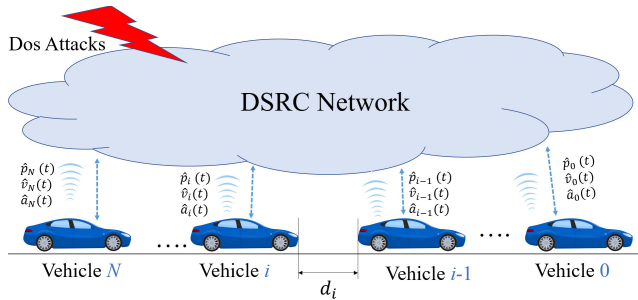 Dos Attacks
DSRC Network
p̂_N(t)
v̂_N(t)
â_N(t)
p̂_i(t)
v̂_i(t)
â_i(t)
p̂_{i−1}(t)
v̂_{i−1}(t)
â_{i−1}(t)
p̂_0(t)
v̂_0(t)
â_0(t)
....
....
Vehicle N
Vehicle i
Vehicle i-1
Vehicle 0
d_i